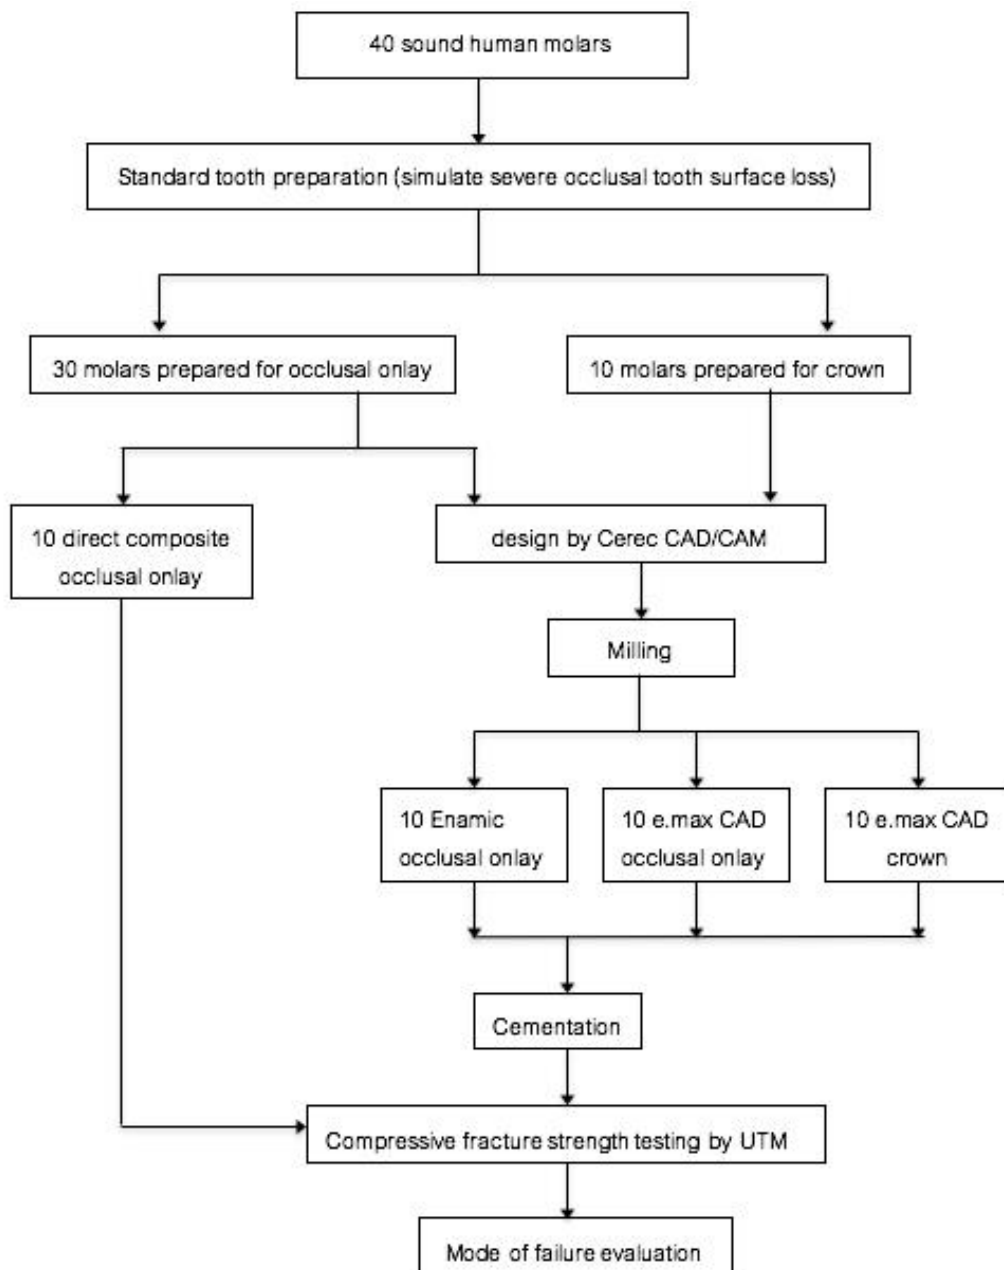 40 sound human molars
Standard tooth preparation (simulate severe occlusal tooth surface loss)
30 molars prepared for occlusal onlay
10 molars prepared for crown
10 direct composite
occlusal onlay
design by Cerec CAD/CAM
Milling
10 Enamic
occlusal onlay
10 e.max CAD
occlusal onlay
10 e.max CAD
crown
Cementation
Compressive fracture strength testing by UTM
Mode of failure evaluation